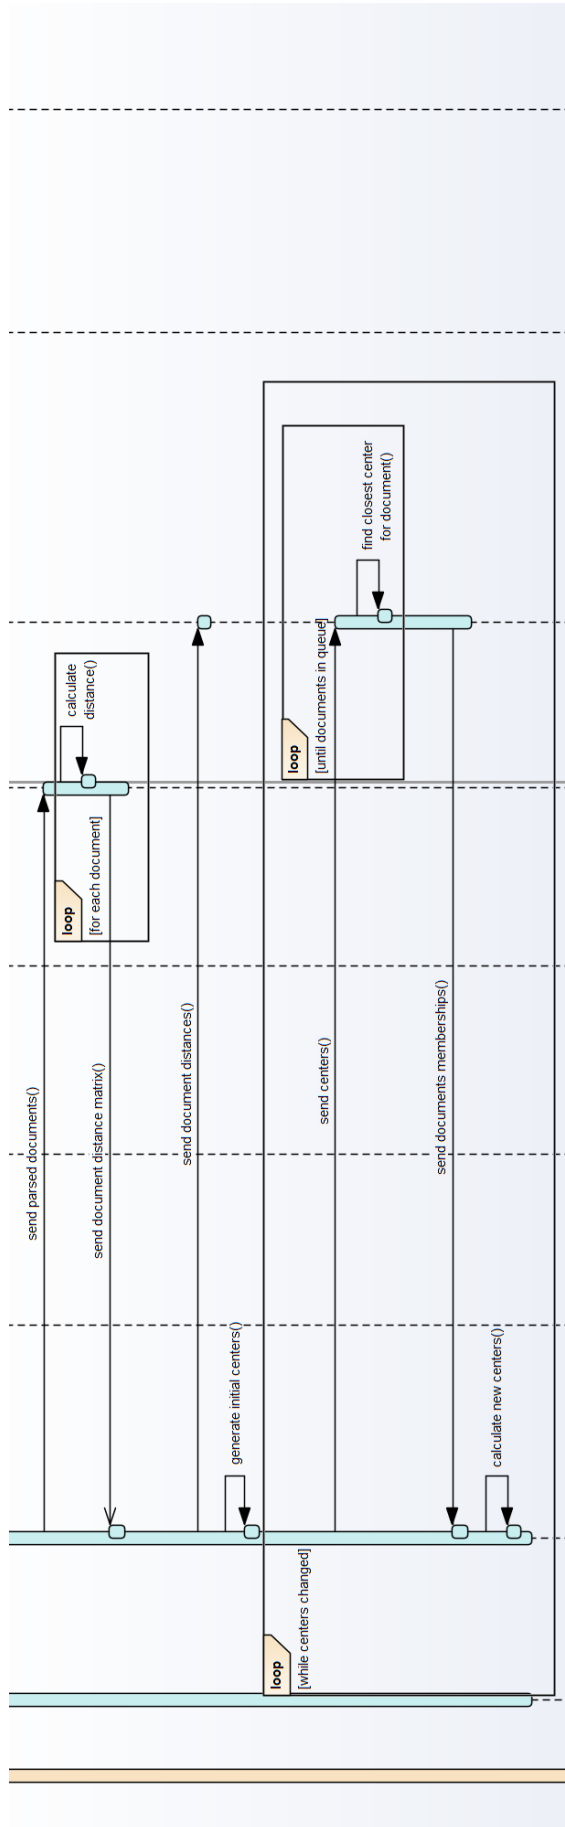 send parsed documents()
loop
[for each document]
calculate
distance()
send document distance matrix()
send document distances()
generate initial centers()
loop
[while centers changed]
loop
[until documents in queue]
send centers()
find closest center
for document()
send documents memberships()
calculate new centers()